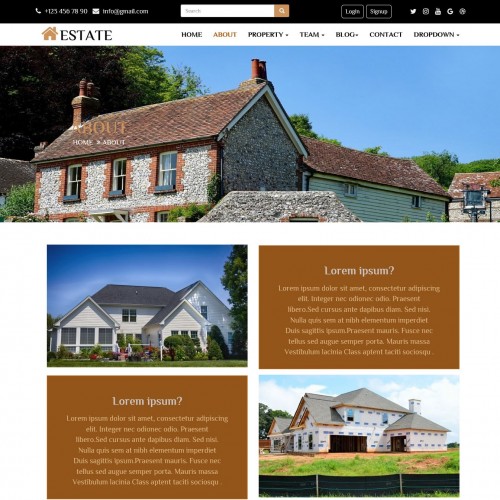 +123 456 78 90 info@gmail.com Search Login Signup
ESTATE HOME ABOUT PROPERTY TEAM BLOG CONTACT DROPDOWN
ABOUT
HOME » ABOUT
Lorem ipsum?
Lorem ipsum dolor sit amet, consectetur adipiscing elit.
Integer nec odionec odio. Praesent
libero.Sed cursus ante dapibus diam
Nulla quis sem at nibh elementum imperdiet
Duis sagittis ipsum.Praesent mauris. Fusce nec
tellus sed augue semper porta. Mauris massa
Vestibulum lacinia Class aptent taciti sociosqu .
Lorem ipsum?
Lorem ipsum dolor sit amet, consectetur adipiscing elit.
Integer nec odionec odio. Praesent
libero.Sed cursus ante dapibus diam
Nulla quis sem at nibh elementum imperdiet
Duis sagittis ipsum.Praesent mauris. Fusce nec
tellus sed augue semper porta. Mauris massa
Vestibulum lacinia Class aptent taciti sociosqu .